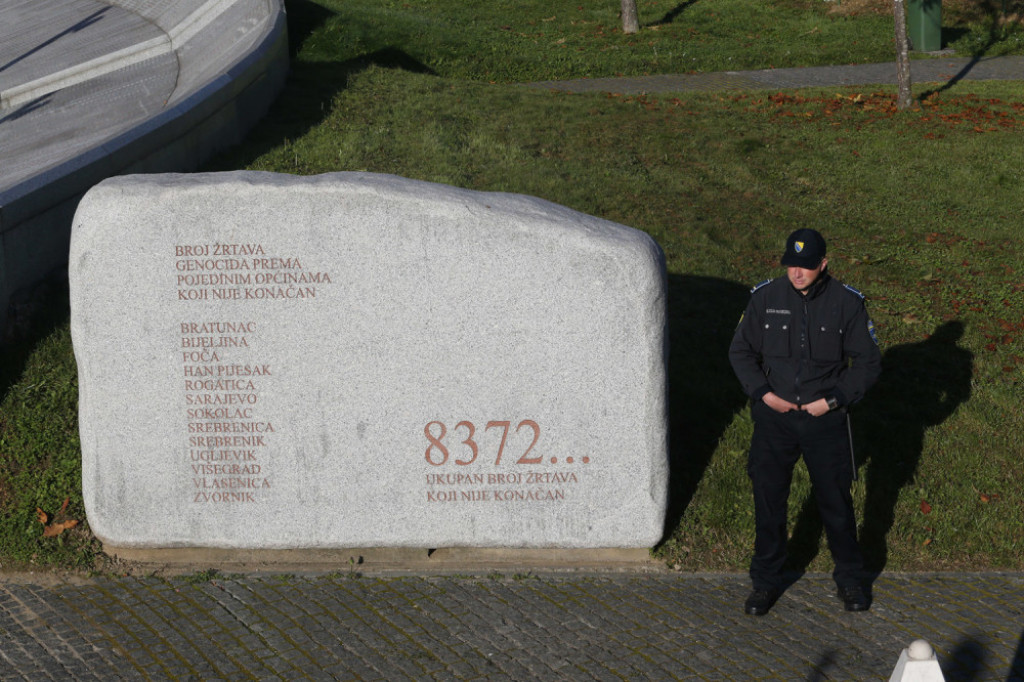 BROJ ŽRTAVA
GENOCIDA PREMA
POJEDINIM OPĆINAMA
KOJI NIJE KONAČAN
BRATUNAC
BIJELJINA
FOČA
HAN PIJESAK
ROGATICA
SARAJEVO
SOKOLAC
SREBRENICA
SREBRENIK
UGLJEVIK
VIŠEGRAD
VLASENICA
ZVORNIK
8372...
UKUPAN BROJ ŽRTAVA
KOJI NIJE KONAČAN